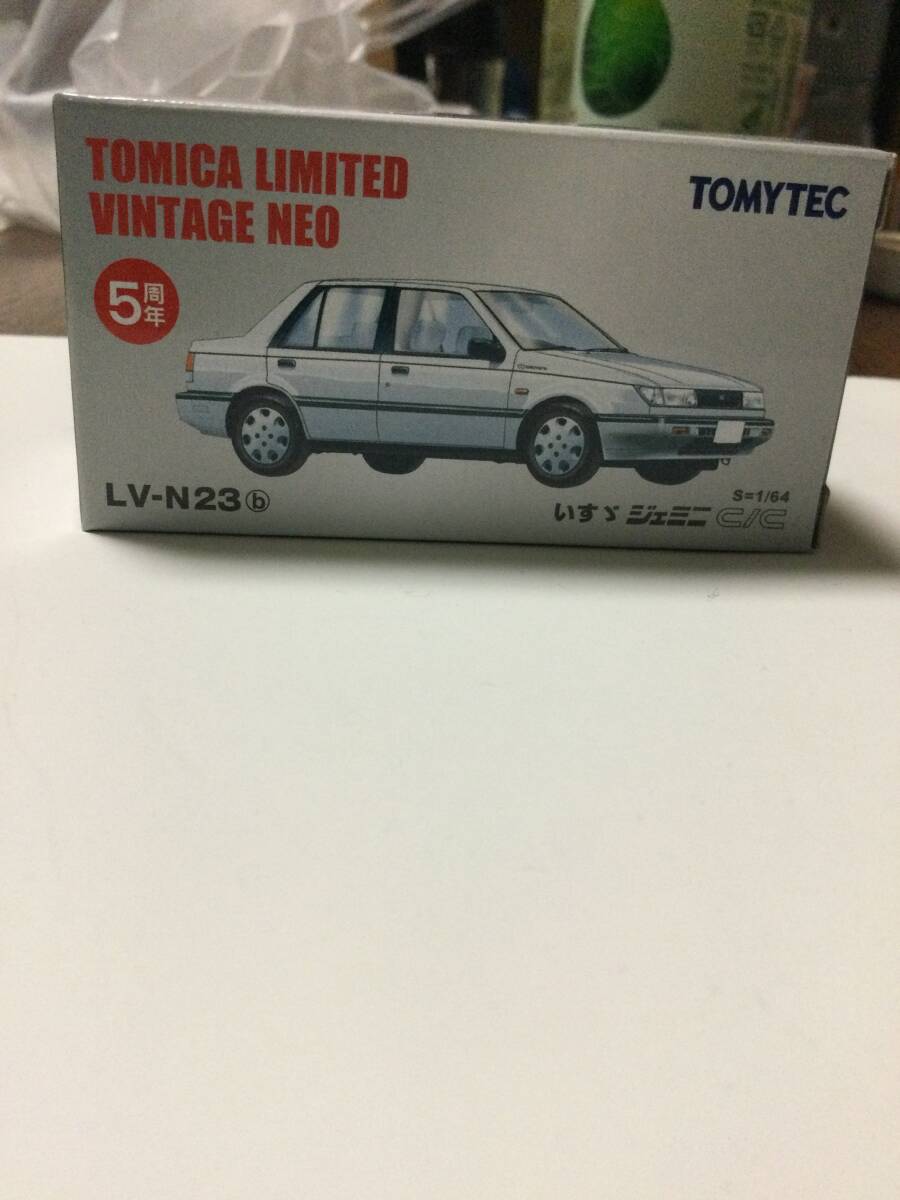 TOMICA LIMITED
VINTAGE NEO
TOMYTEC
5周年
LV-N23ⓑ
S=1/64
いすゞ ジェミニ C/C